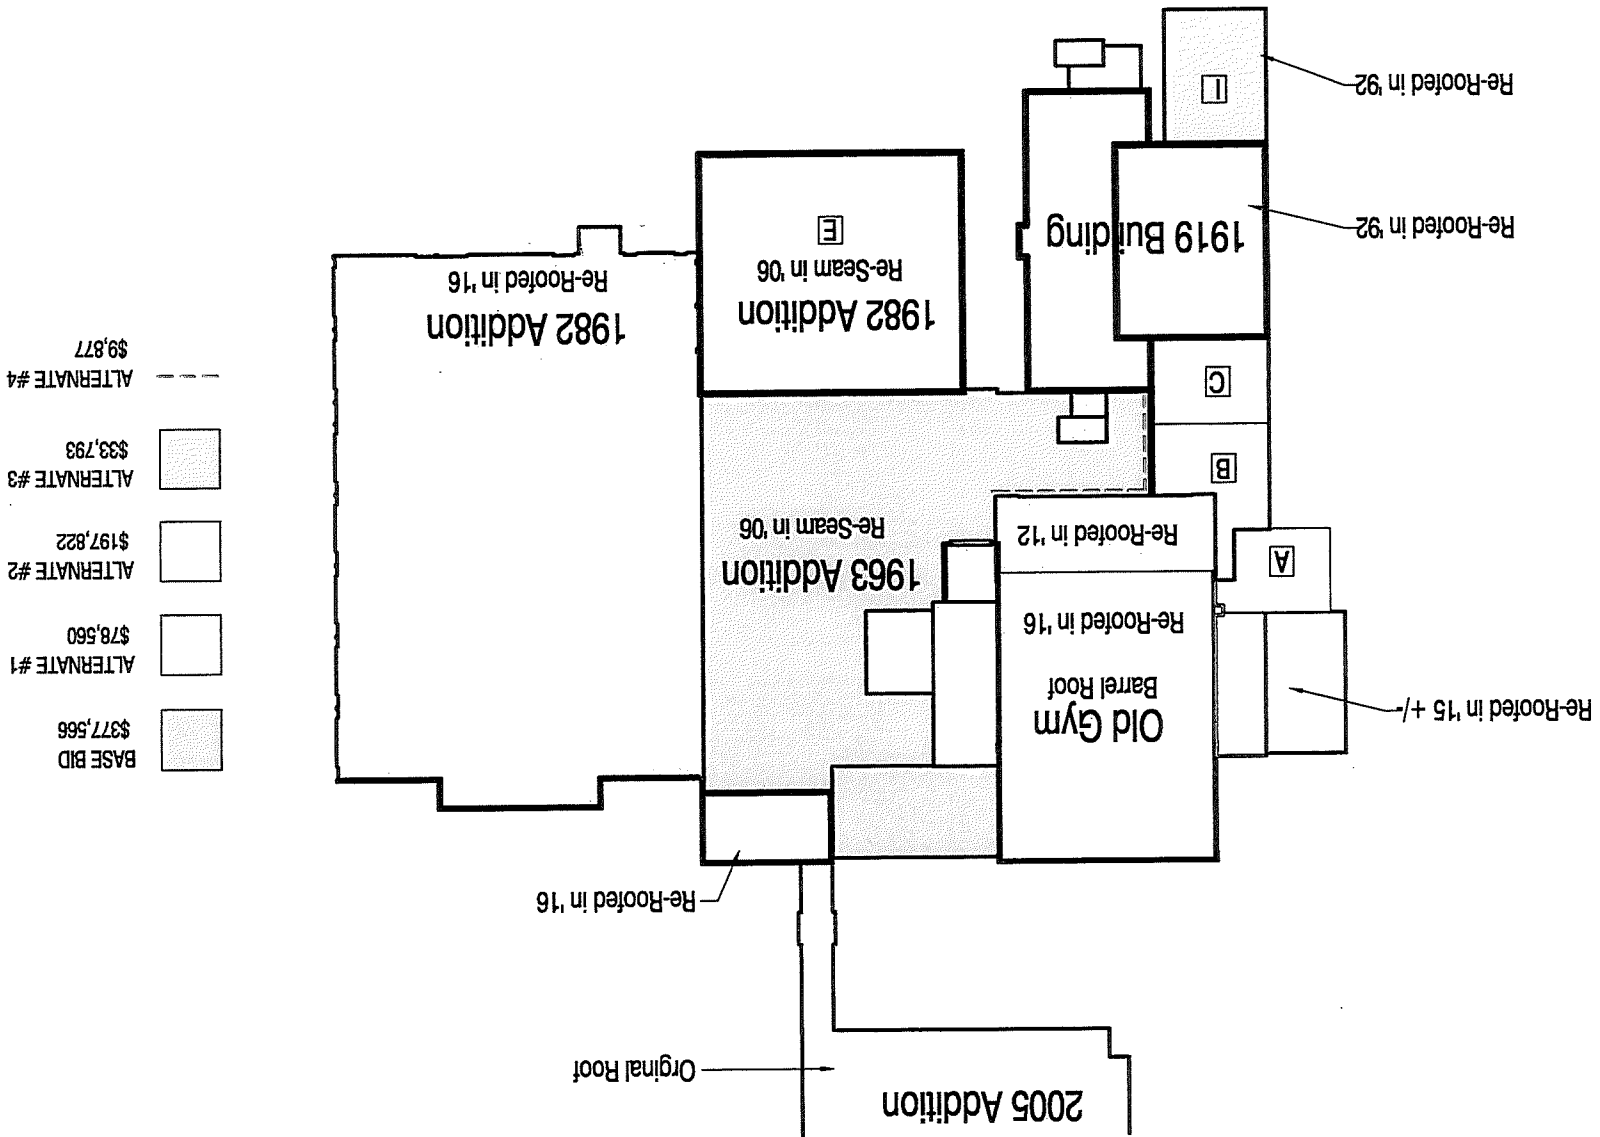 2005 Addition
Orginal Roof
Re-Roofed in '16
Re-Roofed in '15 +/-
Old Gym
Barrel Roof
Re-Roofed in '16
Re-Roofed in '12
A
B
C
1963 Addition
Re-Seam in '06
1982 Addition
Re-Seam in '06
E
1982 Addition
Re-Roofed in '16
1919 Building
Re-Roofed in '92
I
Re-Roofed in '92
BASE BID
$377,566
ALTERNATE #1
$78,560
ALTERNATE #2
$197,822
ALTERNATE #3
$33,793
ALTERNATE #4
$9,877